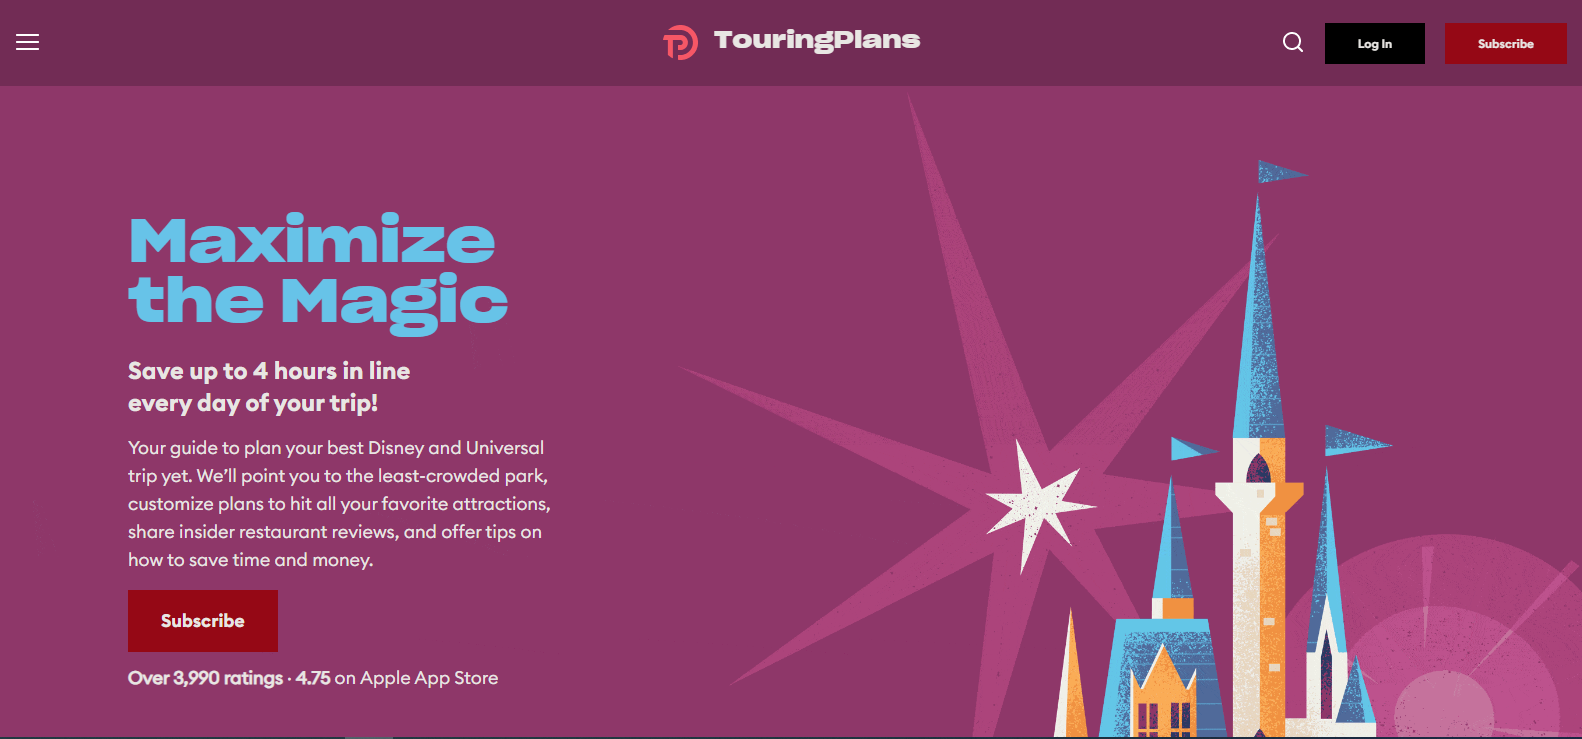 TouringPlans
Log In
Subscribe
Maximize
the Magic
Save up to 4 hours in line
every day of your trip!
Your guide to plan your best Disney and Universal
trip yet. We’ll point you to the least-crowded park,
customize plans to hit all your favorite attractions,
share insider restaurant reviews, and offer tips on
how to save time and money.
Subscribe
Over 3,990 ratings · 4.75 on Apple App Store